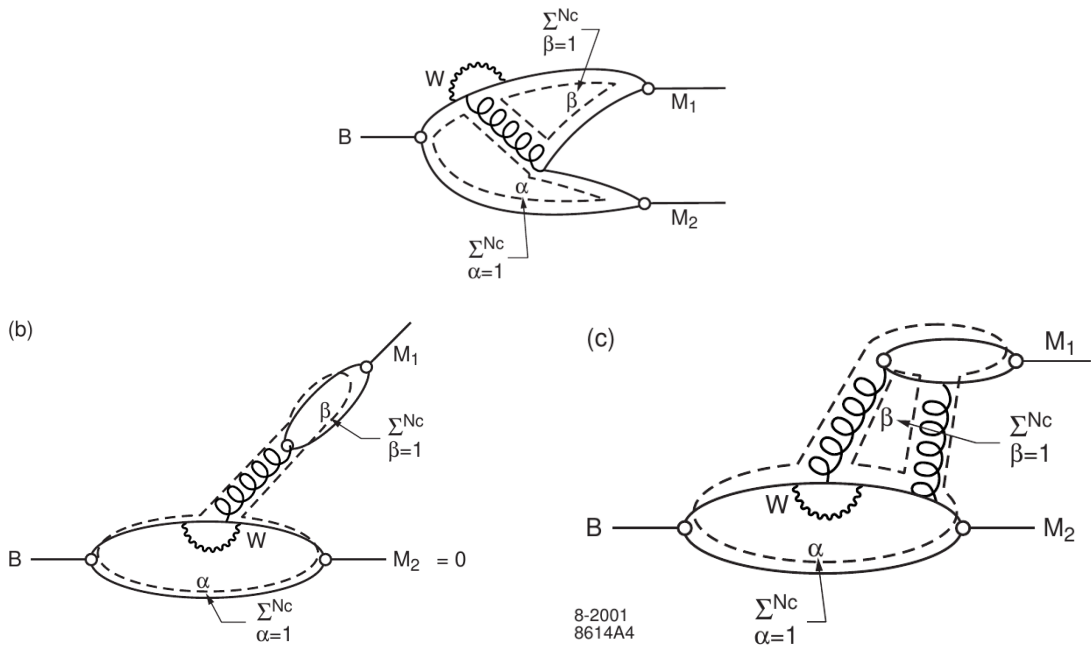 Σ^Nc
β=1
W
β
M₁
B
α
M₂
Σ^Nc
α=1
(b)
M₁
β
Σ^Nc
β=1
W
B
M₂ = 0
α
Σ^Nc
α=1
(c)
M₁
β
Σ^Nc
β=1
W
B
M₂
α
Σ^Nc
α=1
8-2001
8614A4